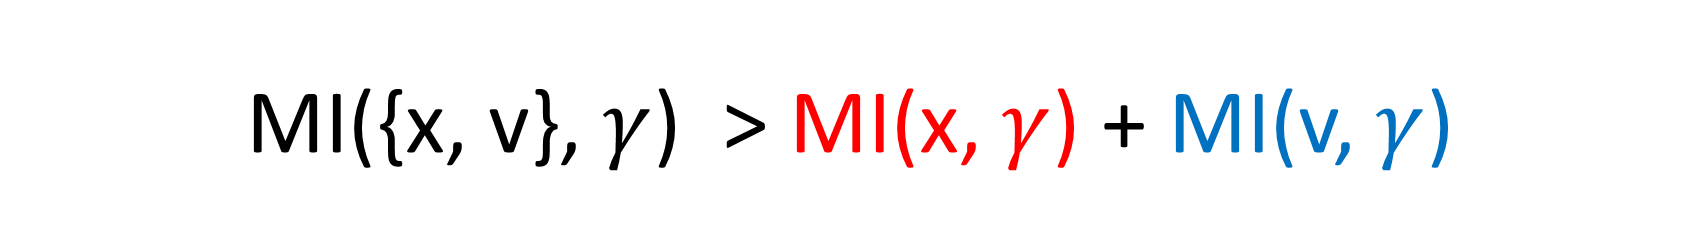 MI({x, v}, γ) > MI(x, γ) + MI(v, γ)